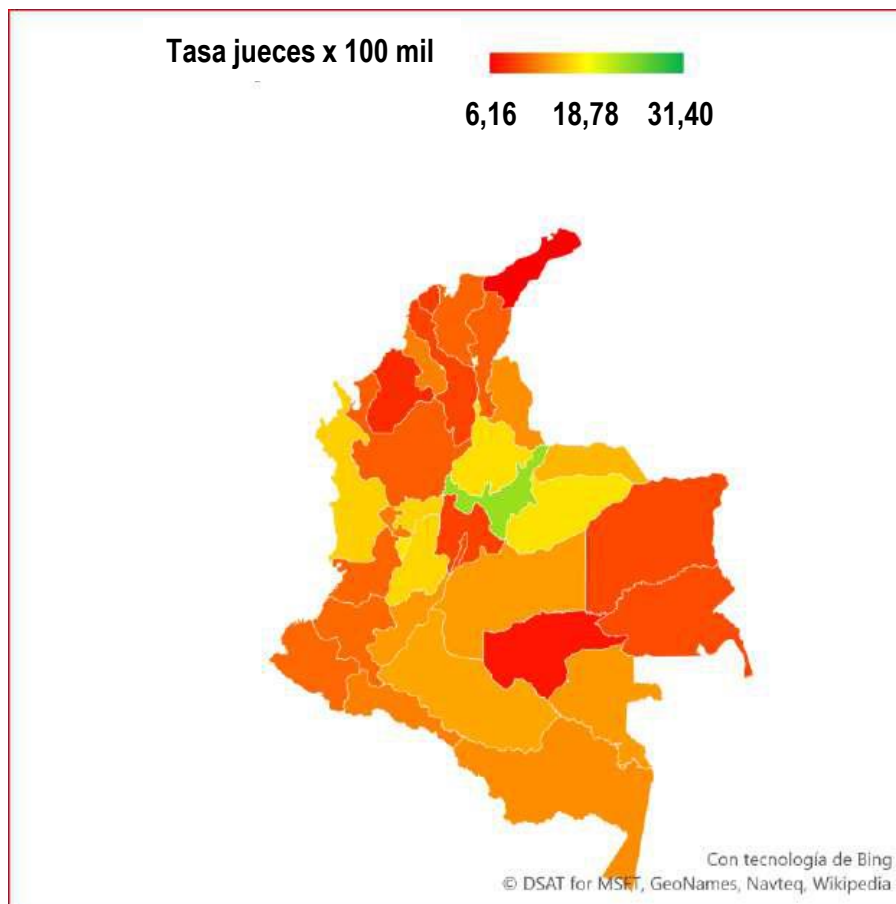 Tasa jueces x 100 mil
6,16 18,78 31,40
Con tecnología de Bing
© DSAT for MSFT, GeoNames, Navteq, Wikipedia